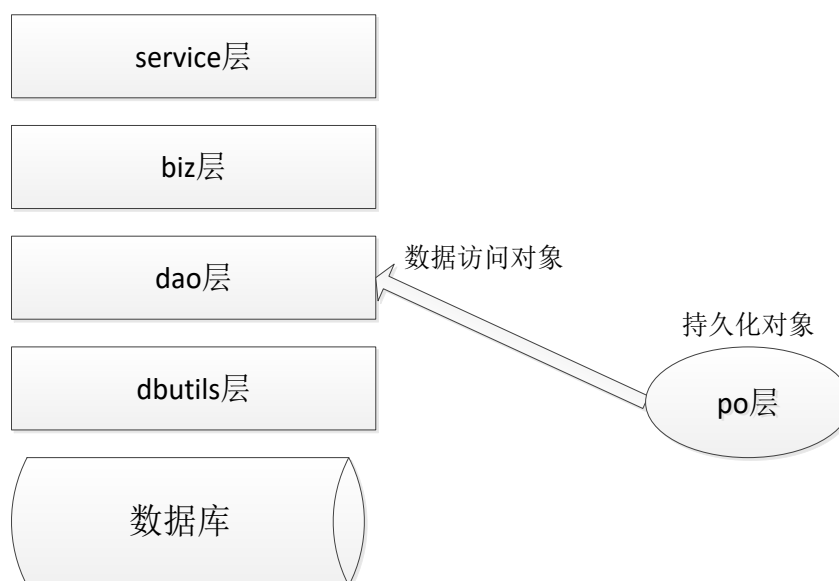 service层
biz层
dao层
数据访问对象
持久化对象
dbutils层
po层
数据库